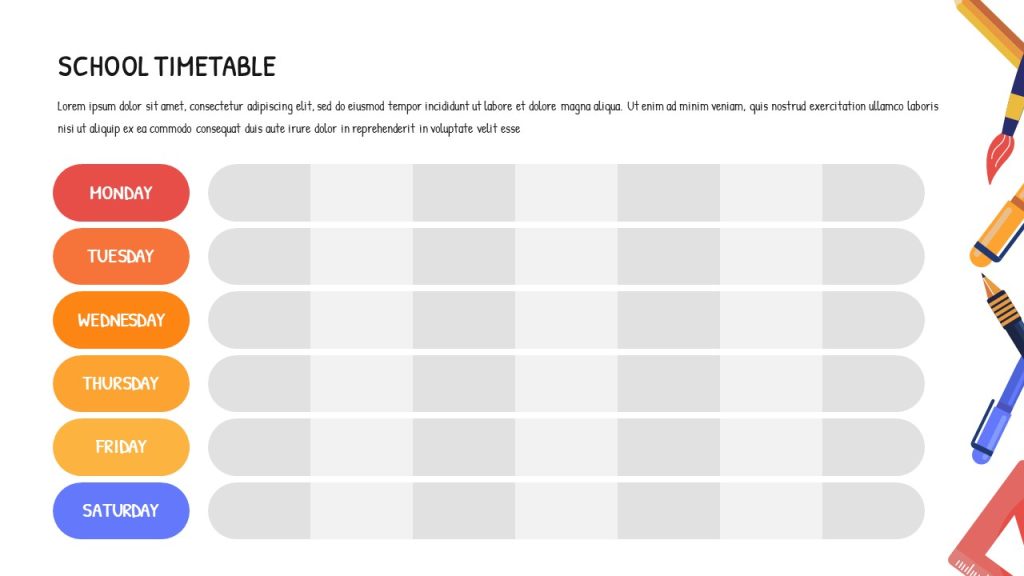 SCHOOL TIMETABLE
Lorem ipsum dolor sit amet, consectetur adipiscing elit, sed do eiusmod tempor incididunt ut labore et dolore magna aliqua. Ut enim ad minim veniam, quis nostrud exercitation ullamco laboris
nisi ut aliquip ex ea commodo consequat duis aute irure dolor in reprehenderit in voluptate velit esse
MONDAY
TUESDAY
WEDNESDAY
THURSDAY
FRIDAY
SATURDAY